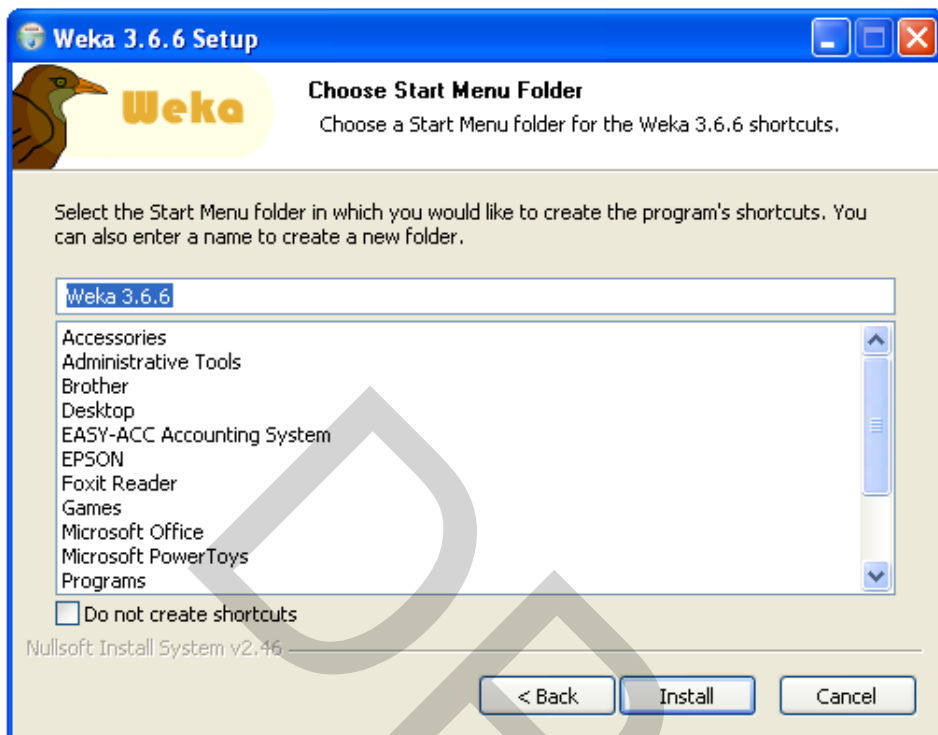 Weka 3.6.6 Setup
Weka
Choose Start Menu Folder
Choose a Start Menu folder for the Weka 3.6.6 shortcuts.
Select the Start Menu folder in which you would like to create the program's shortcuts. You
can also enter a name to create a new folder.
Weka 3.6.6
Accessories
Administrative Tools
Brother
Desktop
EASY-ACC Accounting System
EPSON
Foxit Reader
Games
Microsoft Office
Microsoft PowerToys
Programs
Do not create shortcuts
Nullsoft Install System v2.46
< Back Install Cancel